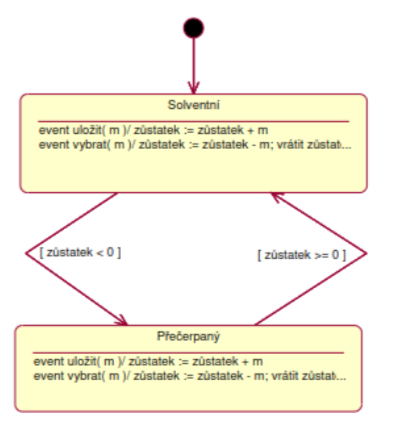 Solventní
event uložit( m )/ zůstatek := zůstatek + m
event vybrat( m )/ zůstatek := zůstatek - m; vrátit zůstat...
[ zůstatek < 0 ]
[ zůstatek >= 0 ]
Přečerpaný
event uložit( m )/ zůstatek := zůstatek + m
event vybrat( m )/ zůstatek := zůstatek - m; vrátit zůstat...